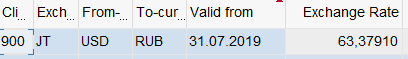 Cli Exch From- To-cur Valid from Exchange Rate
900 JT USD RUB 31.07.2019 63,37910